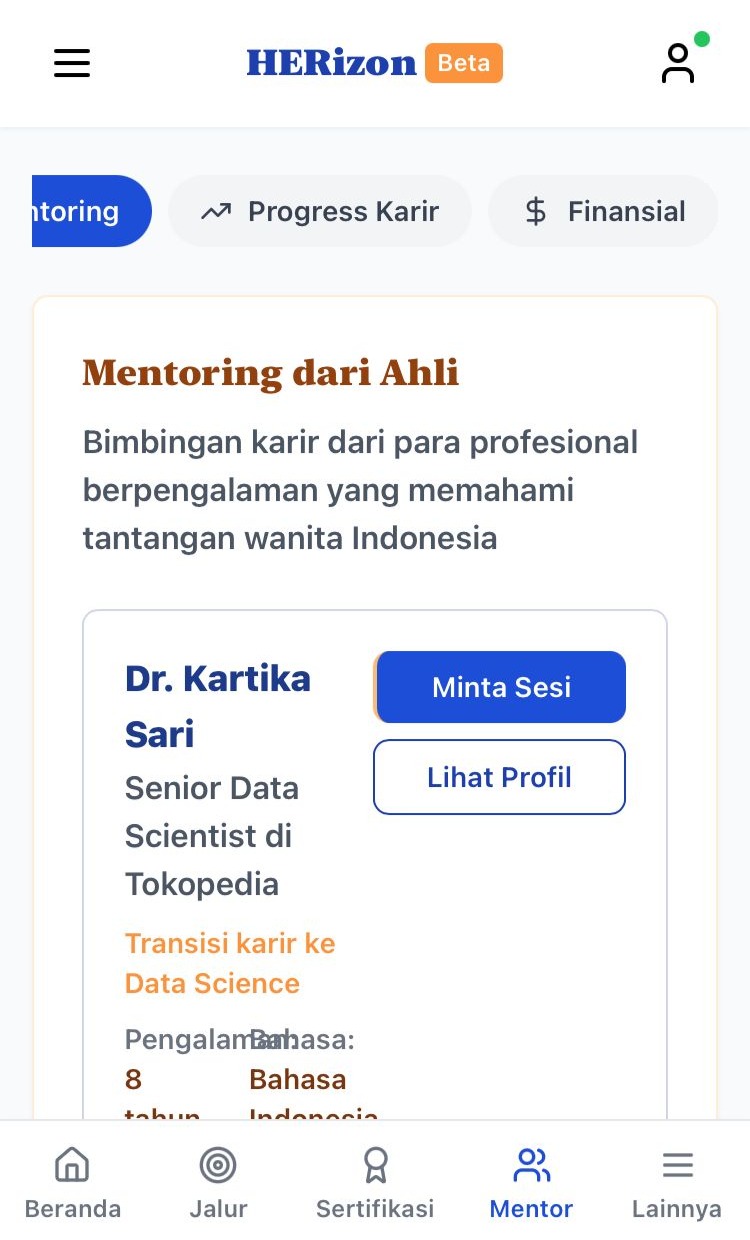 HERizon Beta
ntoring Progress Karir Finansial
Mentoring dari Ahli
Bimbingan karir dari para profesional
berpengalaman yang memahami
tantangan wanita Indonesia
Dr. Kartika
Sari
Minta Sesi
Lihat Profil
Senior Data
Scientist di
Tokopedia
Transisi karir ke
Data Science
Pengalaman: Bahasa:
8 Bahasa
tahun Indonesia
Beranda Jalur Sertifikasi Mentor Lainnya